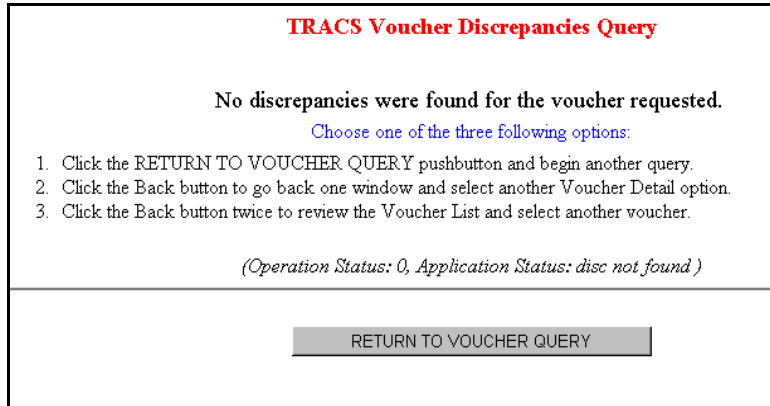 TRACS Voucher Discrepancies Query
No discrepancies were found for the voucher requested.
Choose one of the three following options:
1. Click the RETURN TO VOUCHER QUERY pushbutton and begin another query.
2. Click the Back button to go back one window and select another Voucher Detail option.
3. Click the Back button twice to review the Voucher List and select another voucher.
(Operation Status: 0, Application Status: disc not found )
RETURN TO VOUCHER QUERY